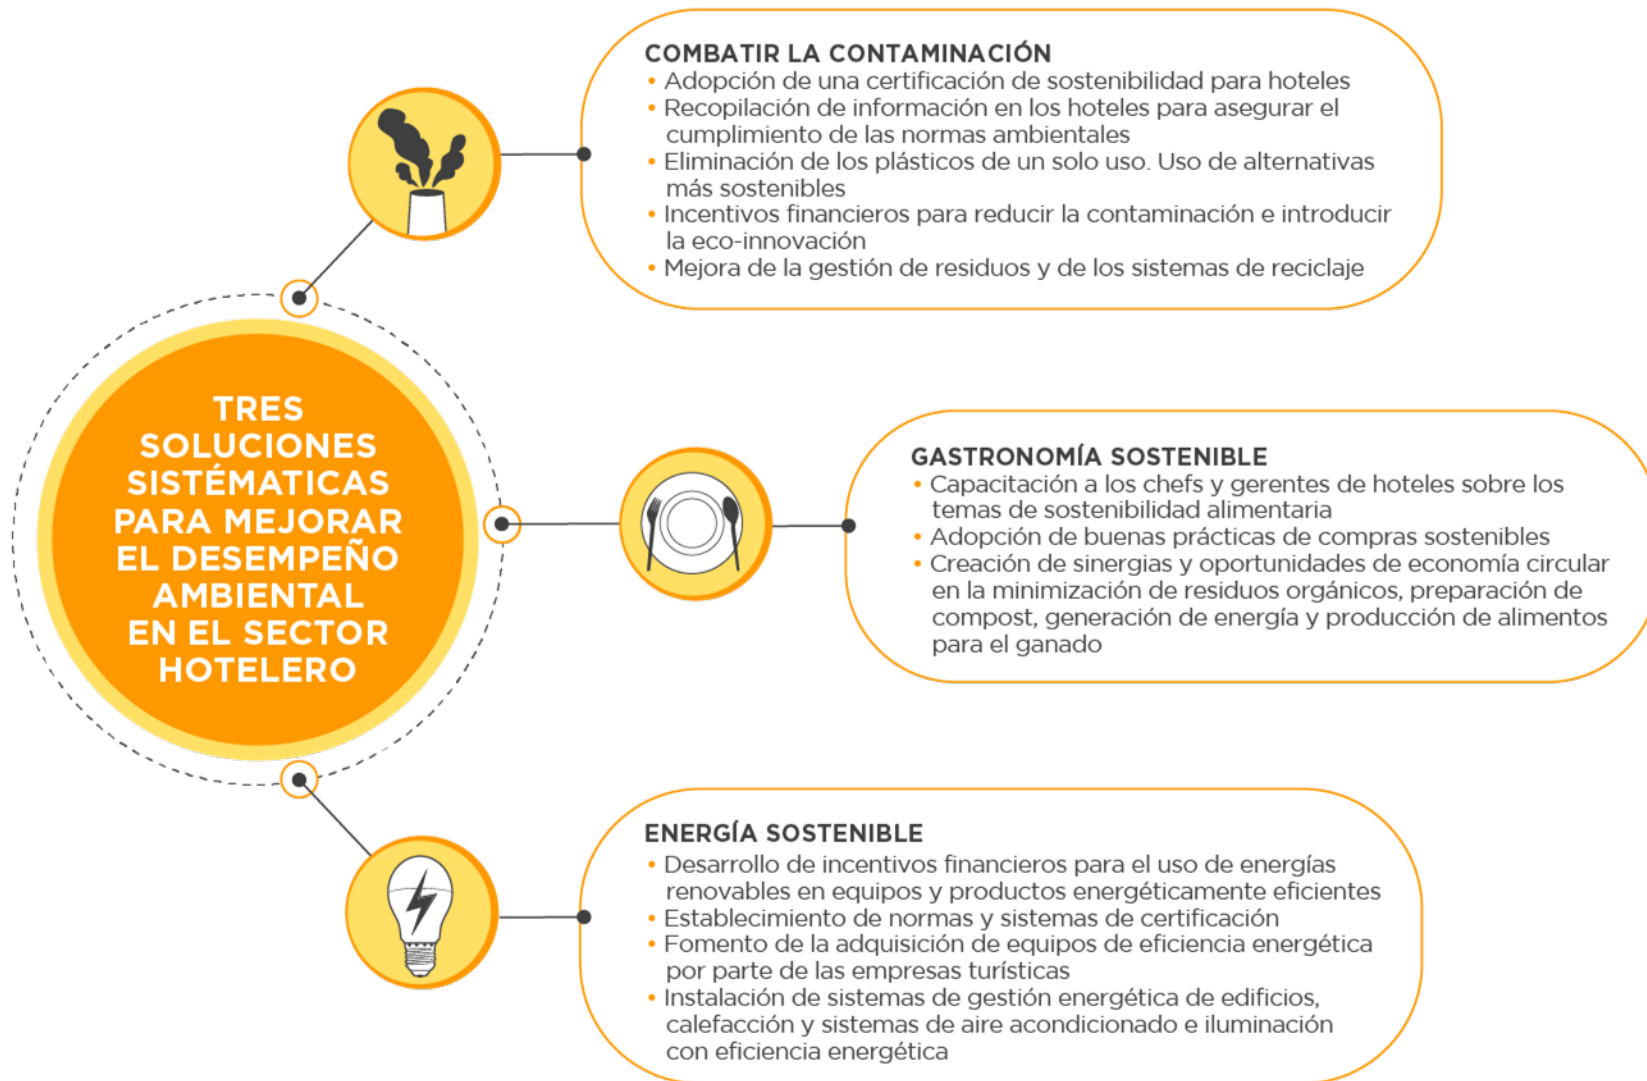 TRES
SOLUCIONES
SISTÉMATICAS
PARA MEJORAR
EL DESEMPEÑO
AMBIENTAL
EN EL SECTOR
HOTELERO
COMBATIR LA CONTAMINACIÓN
• Adopción de una certificación de sostenibilidad para hoteles
• Recopilación de información en los hoteles para asegurar el
cumplimiento de las normas ambientales
• Eliminación de los plásticos de un solo uso. Uso de alternativas
más sostenibles
• Incentivos financieros para reducir la contaminación e introducir
la eco-innovación
• Mejora de la gestión de residuos y de los sistemas de reciclaje
GASTRONOMÍA SOSTENIBLE
• Capacitación a los chefs y gerentes de hoteles sobre los
temas de sostenibilidad alimentaria
• Adopción de buenas prácticas de compras sostenibles
• Creación de sinergias y oportunidades de economía circular
en la minimización de residuos orgánicos, preparación de
compost, generación de energía y producción de alimentos
para el ganado
ENERGÍA SOSTENIBLE
• Desarrollo de incentivos financieros para el uso de energías
renovables en equipos y productos energéticamente eficientes
• Establecimiento de normas y sistemas de certificación
• Fomento de la adquisición de equipos de eficiencia energética
por parte de las empresas turísticas
• Instalación de sistemas de gestión energética de edificios,
calefacción y sistemas de aire acondicionado e iluminación
con eficiencia energética